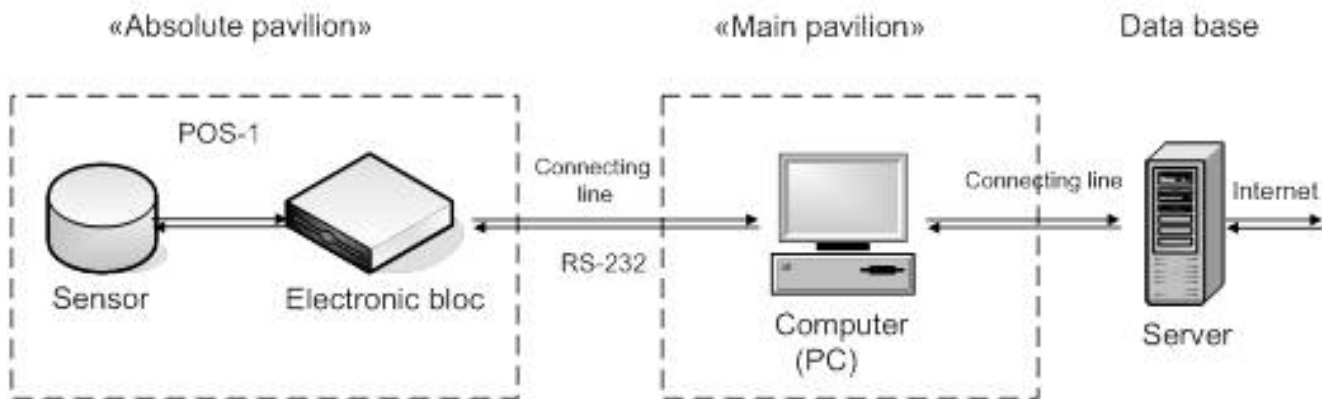 «Absolute pavilion»
«Main pavilion»
Data base
POS-1
Sensor
Electronic bloc
Connecting
line
RS-232
Computer
(PC)
Connecting line
Server
Internet